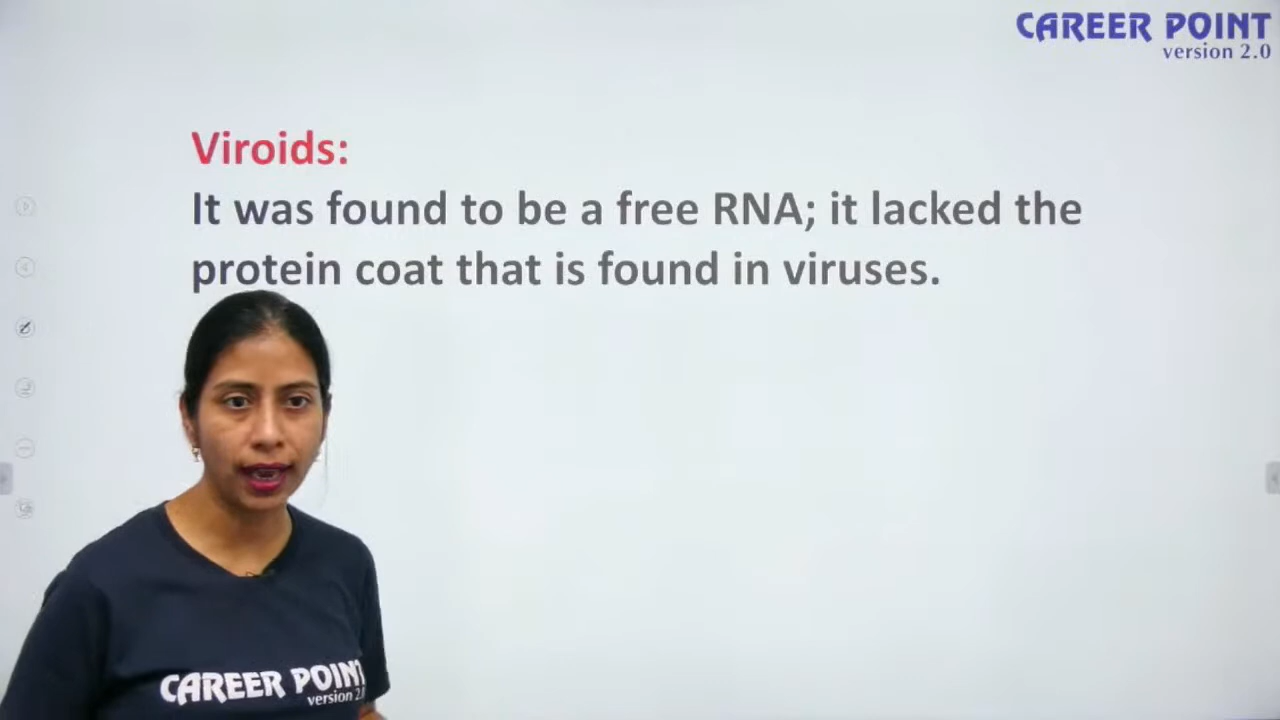 CAREER POINT
version 2.0
Viroids:
It was found to be a free RNA; it lacked the
protein coat that is found in viruses.
CAREER POINT
version 2.0